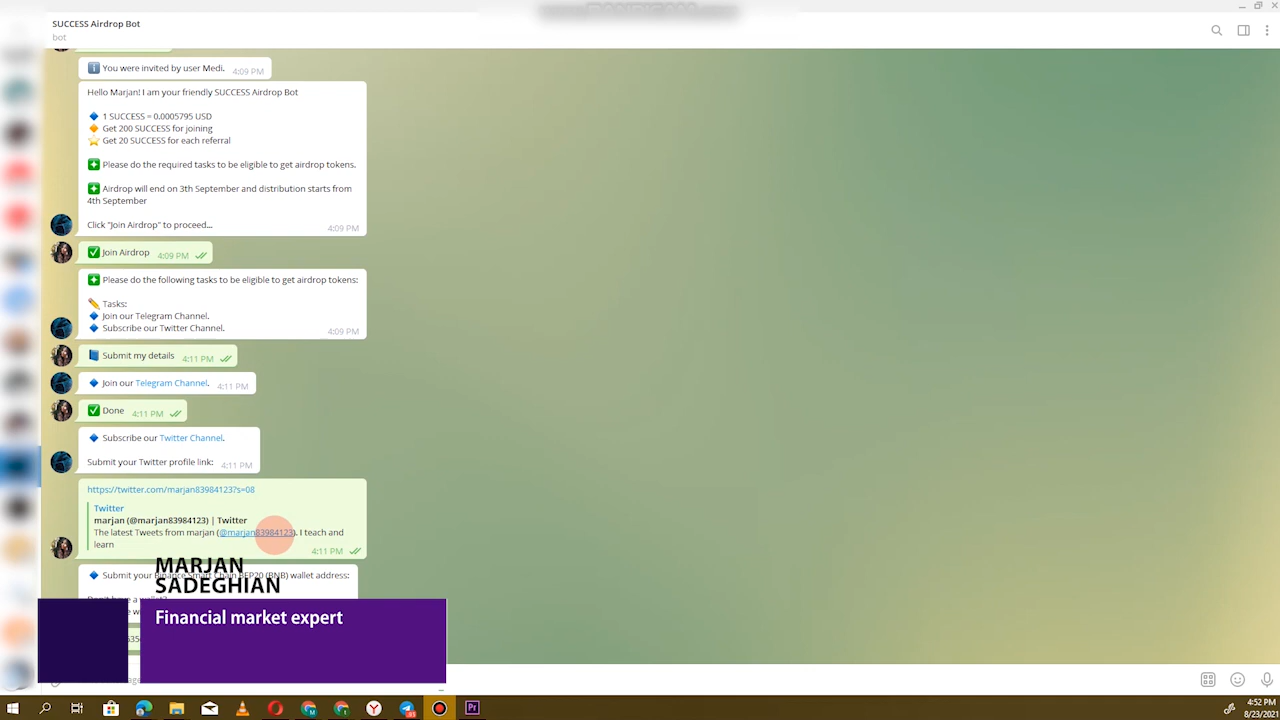 SUCCESS Airdrop Bot
bot
You were invited by user Medi. 4:09 PM
Hello Marjan! I am your friendly SUCCESS Airdrop Bot
1 SUCCESS = 0.0005795 USD
Get 200 SUCCESS for joining
Get 20 SUCCESS for each referral
Please do the required tasks to be eligible to get airdrop tokens.
Airdrop will end on 3th September and distribution starts from
4th September
Click "Join Airdrop" to proceed...
4:09 PM
Join Airdrop 4:09 PM
Please do the following tasks to be eligible to get airdrop tokens:
Tasks:
Join our Telegram Channel.
Subscribe our Twitter Channel.
4:09 PM
Submit my details 4:11 PM
Join our Telegram Channel. 4:11 PM
Done 4:11 PM
Subscribe our Twitter Channel.
Submit your Twitter profile link: 4:11 PM
https://twitter.com/marjan83984123?s=08
Twitter
marjan (@marjan83984123) | Twitter
The latest Tweets from marjan (@marjan83984123). I teach and
learn
4:11 PM
Submit your Binance Smart Chain BEP20 (BNB) wallet address:
MARJAN
SADEGHIAN
Financial market expert
Pr
4:52 PM
8/23/2021